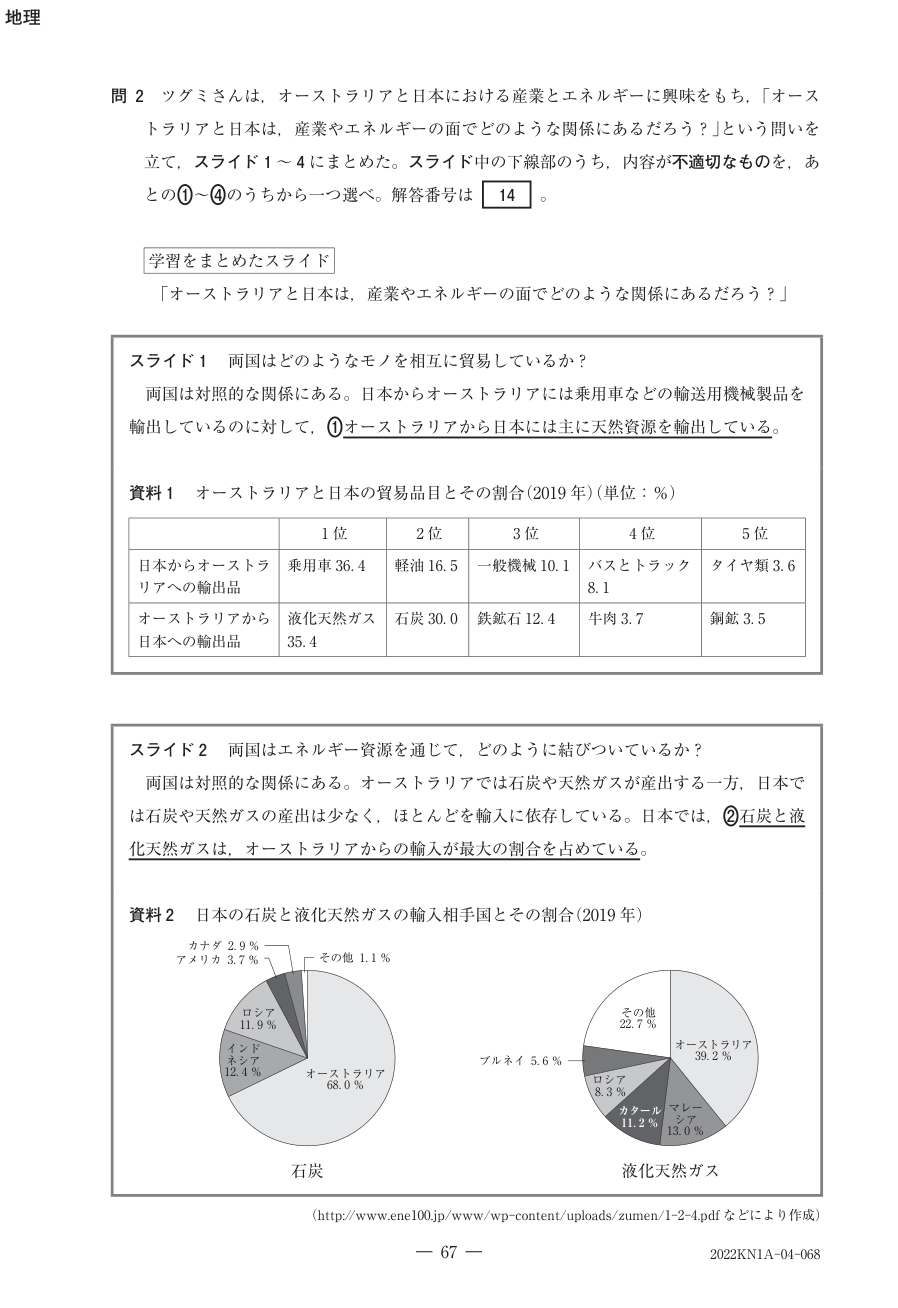 地理
問 2 ツグミさんは，オーストラリアと日本における産業とエネルギーに興味をもち，「オース
トラリアと日本は，産業やエネルギーの面でどのような関係にあるだろう？」という問いを
立て，スライド1～4にまとめた。スライド中の下線部のうち，内容が不適切なものを，あ
との①～④のうちから一つ選べ。解答番号は 14 。
学習をまとめたスライド
「オーストラリアと日本は，産業やエネルギーの面でどのような関係にあるだろう？」
スライド1 両国はどのようなモノを相互に貿易しているか？
両国は対照的な関係にある。日本からオーストラリアには乗用車などの輸送用機械製品を
輸出しているのに対して，①オーストラリアから日本には主に天然資源を輸出している。
資料1 オーストラリアと日本の貿易品目とその割合(2019年)(単位：％)
1位 2位 3位 4位 5位
日本からオーストラ
リアへの輸出品
乗用車 36.4
軽油 16.5
一般機械 10.1
バスとトラック
8.1
タイヤ類 3.6
オーストラリアから
日本への輸出品
液化天然ガス
35.4
石炭 30.0
鉄鉱石 12.4
牛肉 3.7
銅鉱 3.5
スライド2 両国はエネルギー資源を通じて，どのように結びついているか？
両国は対照的な関係にある。オーストラリアでは石炭や天然ガスが産出する一方，日本で
は石炭や天然ガスの産出は少なく，ほとんどを輸入に依存している。日本では，②石炭と液
化天然ガスは，オーストラリアからの輸入が最大の割合を占めている。
資料2 日本の石炭と液化天然ガスの輸入相手国とその割合(2019年)
カナダ 2.9 %
アメリカ 3.7 %
その他 1.1 %
ロシア
11.9 %
インド
ネシア
12.4 %
オーストラリア
68.0 %
石炭
その他
22.7 %
オーストラリア
39.2 %
ブルネイ 5.6 %
ロシア
8.3 %
カタール
11.2 %
マレー
シア
13.0 %
液化天然ガス
(http://www.ene100.jp/www/wp-content/uploads/zumen/1-2-4.pdf などにより作成)
— 67 —
2022KN1A-04-068